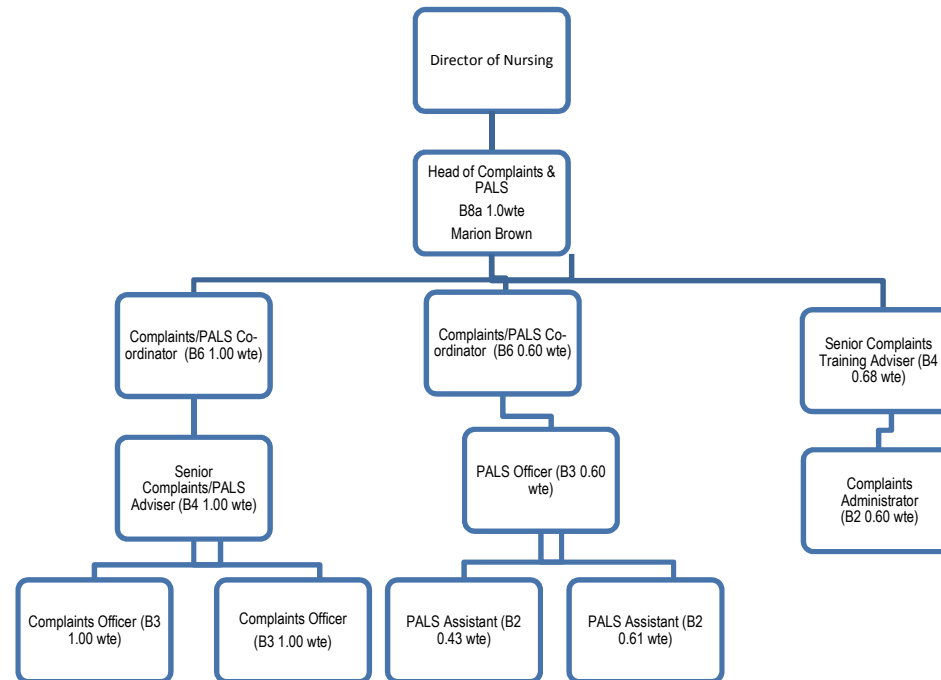 Director of Nursing
Head of Complaints &
PALS
B8a 1.0wte
Marion Brown
Complaints/PALS Co-
ordinator (B6 1.00 wte)
Complaints/PALS Co-
ordinator (B6 0.60 wte)
Senior Complaints
Training Adviser (B4
0.68 wte)
Senior
Complaints/PALS
Adviser (B4 1.00 wte)
PALS Officer (B3 0.60
wte)
Complaints
Administrator
(B2 0.60 wte)
Complaints Officer (B3
1.00 wte)
Complaints Officer
(B3 1.00 wte)
PALS Assistant (B2
0.43 wte)
PALS Assistant (B2
0.61 wte)